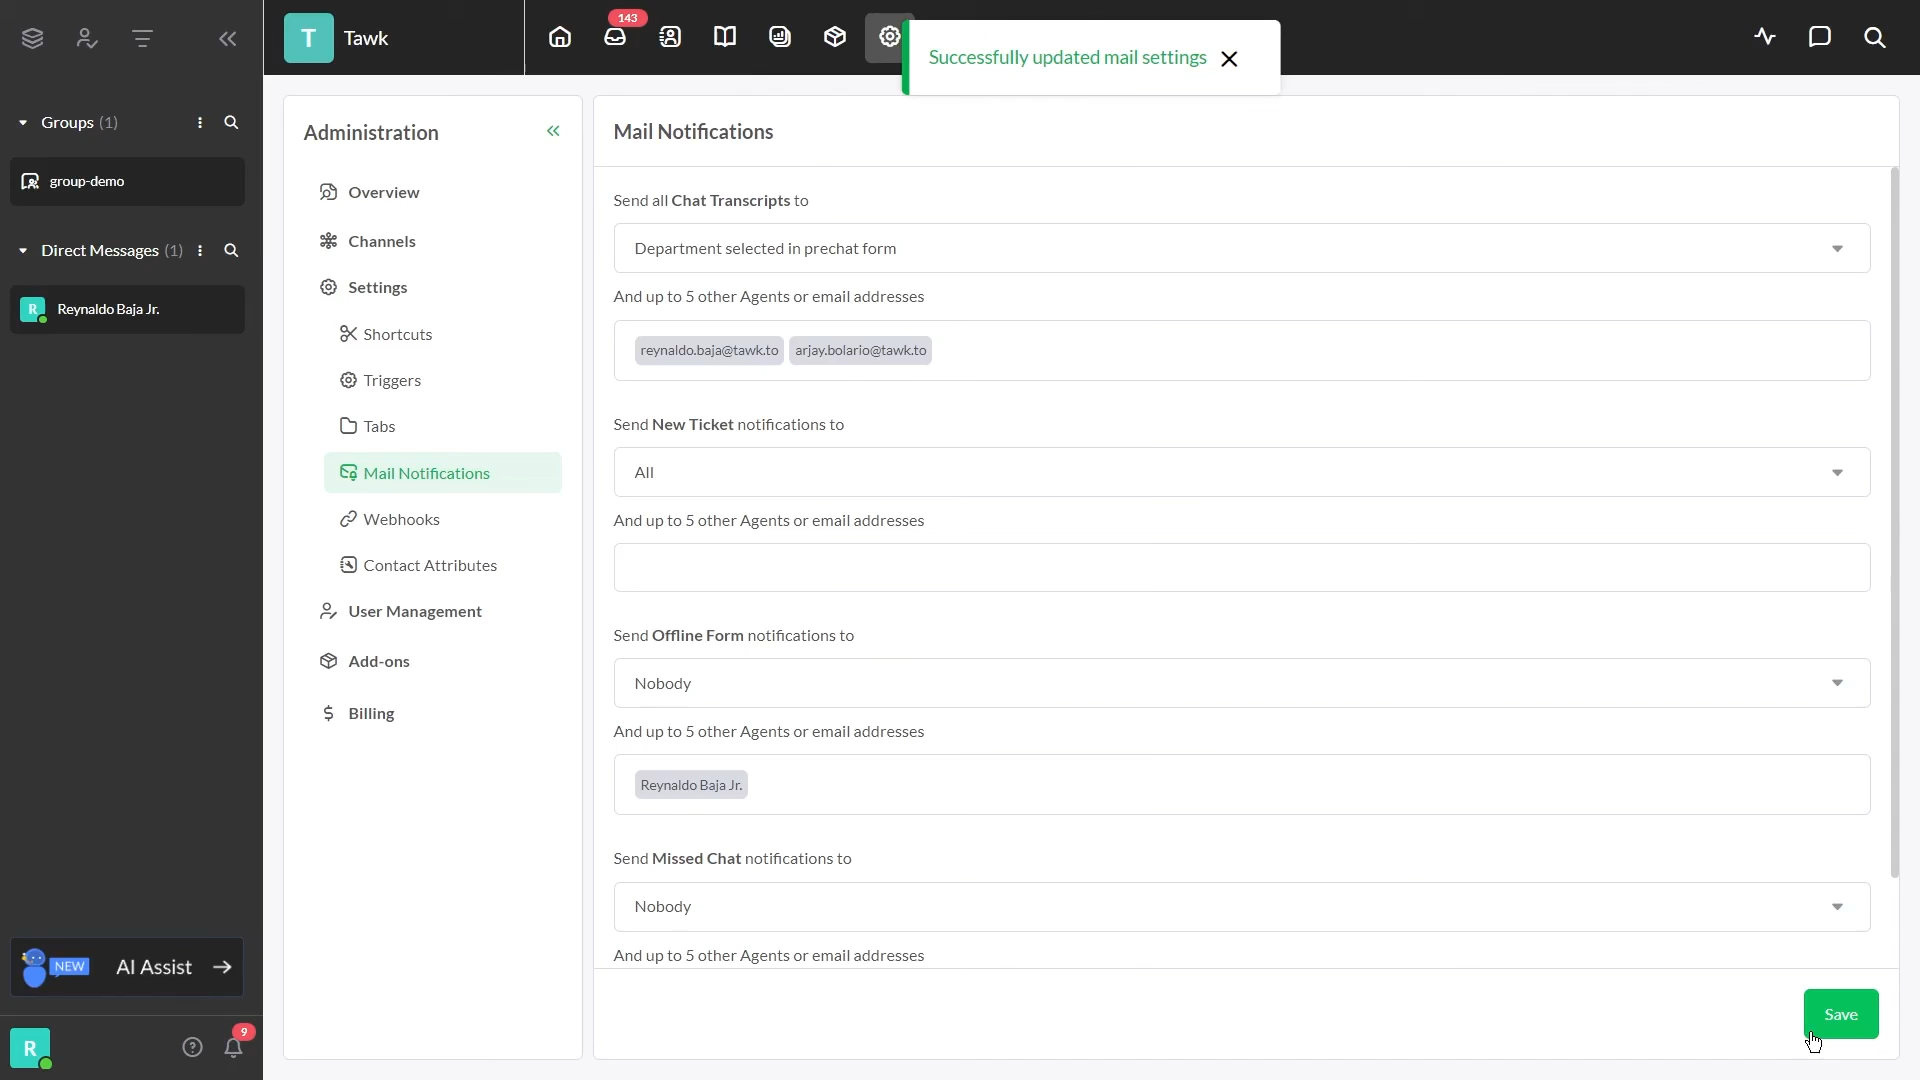 T
Tawk
143
Successfully updated mail settings
Groups (1)
group-demo
Direct Messages (1)
R
Reynaldo Baja Jr.
NEW
AI Assist
R
9
Administration
Overview
Channels
Settings
Shortcuts
Triggers
Tabs
Mail Notifications
Webhooks
Contact Attributes
User Management
Add-ons
Billing
Mail Notifications
Send all Chat Transcripts to
Department selected in prechat form
And up to 5 other Agents or email addresses
reynaldo.baja@tawk.to arjay.bolario@tawk.to
Send New Ticket notifications to
All
And up to 5 other Agents or email addresses
Send Offline Form notifications to
Nobody
And up to 5 other Agents or email addresses
Reynaldo Baja Jr.
Send Missed Chat notifications to
Nobody
And up to 5 other Agents or email addresses
Save